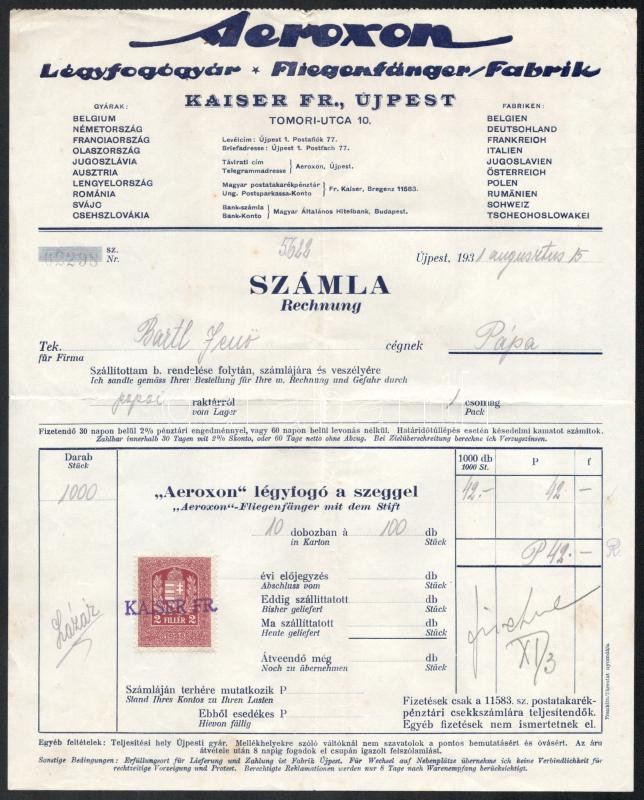 Aeroxon
Légyfogógyár * Fliegenfänger/Fabrik
KAISER FR., ÚJPEST
TOMORI-UTCA 10.
GYÁRAK:
BELGIUM
NÉMETORSZÁG
FRANCIAORSZÁG
OLASZORSZÁG
JUGOSZLÁVIA
AUSZTRIA
LENGYELORSZÁG
ROMÁNIA
SVÁJC
CSEHSZLOVÁKIA
Levélcím: Újpest 1. Postafiók 77.
Briefadresse: Újpest 1. Postfach 77.
Távirati cím
Telegrammadresse } Aeroxon, Újpest.
Magyar postatakarékpénztár
Ung. Postsparkassa-Konto } Fr. Kaiser, Bregenz 11583.
Bank-számla
Bank-Konto } Magyar Általános Hitelbank, Budapest.
FABRIKEN:
BELGIEN
DEUTSCHLAND
FRANKREICH
ITALIEN
JUGOSLAVIEN
ÖSTERREICH
POLEN
RUMÄNIEN
SCHWEIZ
TSCHECHOSLOWAKEI
02298 sz.
Nr.
5622
Újpest, 1931 augusztus 15
SZÁMLA
Rechnung
Tek. Bartl Jenő cégnek Pápa
für Firma
Szállítottam b. rendelése folytán, számlájára és veszélyére
Ich sandte gemäss Ihrer Bestellung für Ihre w. Rechnung und Gefahr durch
pápai raktárról 1 csomag
vom Lager Pack
Fizetendő 30 napon belül 2% pénztári engedménnyel, vagy 60 napon belül levonás nélkül. Határidőtúllépés esetén késedelmi kamatot számítok.
Zahlbar innerhalb 30 Tagen mit 2% Skonto, oder 60 Tage netto ohne Abzug. Bei Zielüberschreitung berechne ich Verzugszinsen.
Darab
Stück
1000 db P f
1000 St.
1000 „Aeroxon" légyfogó a szeggel 42.- 42.-
„Aeroxon"-Fliegenfänger mit dem Stift
10 dobozban à 100 db
in Karton Stück
P 42.- R.
évi előjegyzés db
Abschluss vom Stück
Eddig szállíttatott db
Bisher geliefert Stück
Ma szállíttatott db
Heute geliefert Stück
Átveendő még db
Noch zu übernehmen Stück
2 FILLÉR 2
KAISER FR.
Lázár
XI/3
Számláján terhére mutatkozik P
Stand Ihres Kontos zu Ihren Lasten
Ebből esedékes P
Hievon fällig
Fizetések csak a 11583. sz. postatakarék-
pénztári csekkszámlára teljesítendők.
Egyéb fizetések nem ismertetnek el.
Franklin-Társulat nyomdája.
Egyéb feltételek: Teljesítési hely Újpesti gyár. Mellékhelyekre szóló váltóknál nem szavatolok a pontos bemutatásért és óvásért. Az áru
átvétele után 8 napig fogadok el csupán igazolt felszólamlást.
Sonstige Bedingungen: Erfüllungsort für Lieferung und Zahlung ist Fabrik Újpest. Für Wechsel auf Nebenplätze übernehme ich keine Verbindlichkeit für
rechtzeitige Vorzeigung und Protest. Berechtigte Reklamationen werden nur 8 Tage nach Warenempfang berücksichtigt.